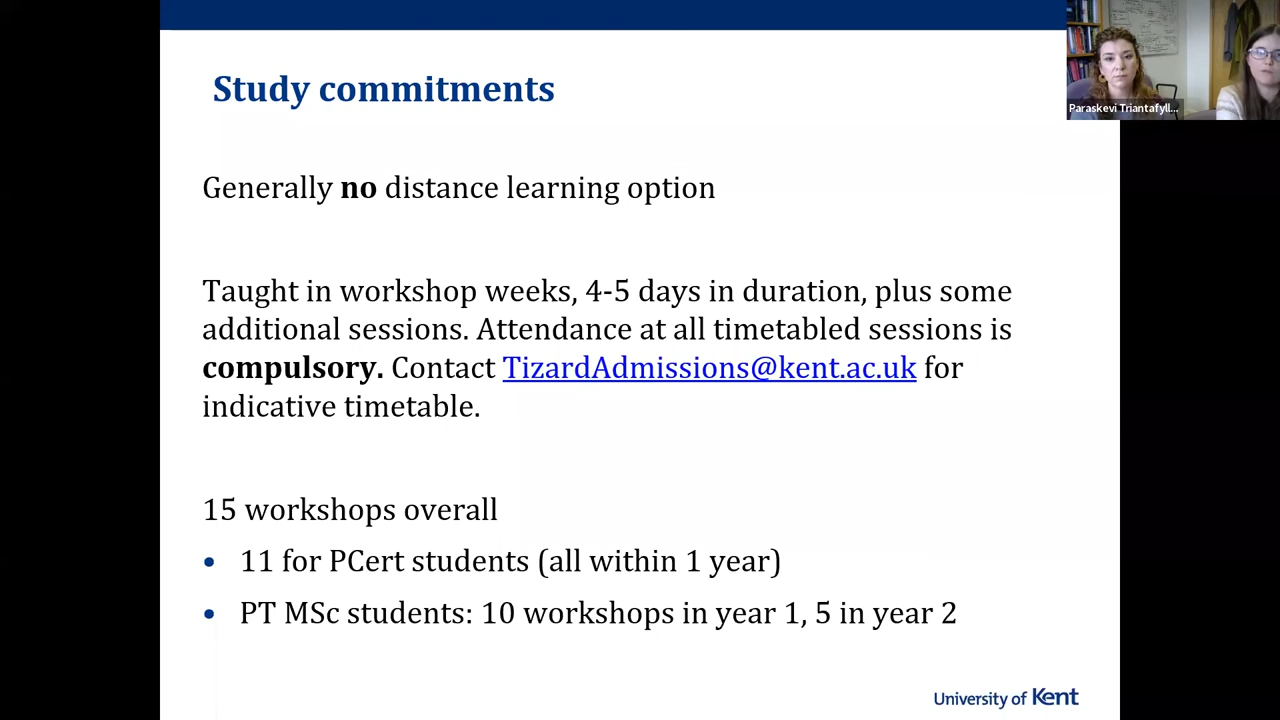 Study commitments
Paraskevi Triantafyll...
Generally no distance learning option
Taught in workshop weeks, 4-5 days in duration, plus some
additional sessions. Attendance at all timetabled sessions is
compulsory. Contact TizardAdmissions@kent.ac.uk for
indicative timetable.
15 workshops overall
• 11 for PCert students (all within 1 year)
• PT MSc students: 10 workshops in year 1, 5 in year 2
University of Kent